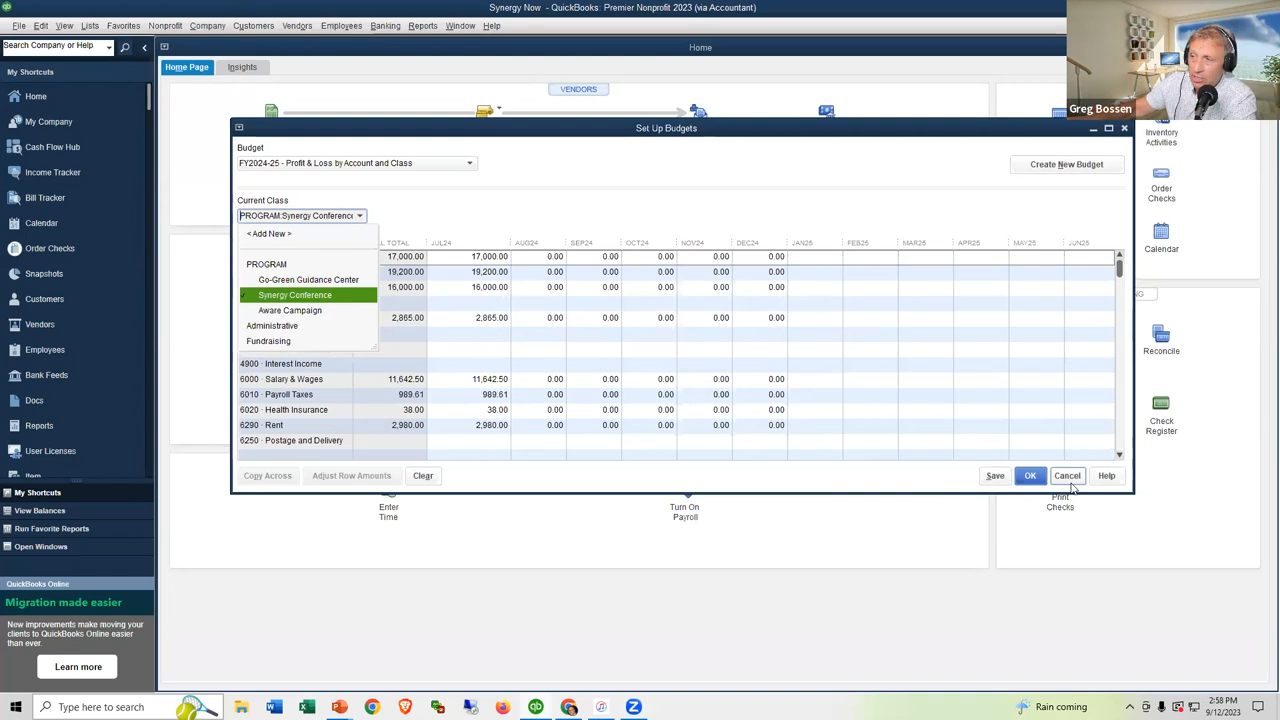 Synergy Now - QuickBooks: Premier Nonprofit 2023 (via Accountant)
File Edit View Lists Favorites Nonprofit Company Customers Vendors Employees Banking Reports Window Help
Search Company or Help
Home
My Shortcuts
Home
My Company
Cash Flow Hub
Income Tracker
Bill Tracker
Calendar
Order Checks
Snapshots
Customers
Vendors
Employees
Bank Feeds
Docs
Reports
User Licenses
My Shortcuts
View Balances
Run Favorite Reports
Open Windows
QuickBooks Online
Migration made easier
New improvements make moving your
clients to QuickBooks Online easier
than ever.
Learn more
Home Page Insights
VENDORS
Set Up Budgets
Budget
FY2024-25 - Profit & Loss by Account and Class
Create New Budget
Current Class
PROGRAM:Synergy Conference
< Add New >
PROGRAM
Go-Green Guidance Center
Synergy Conference
Aware Campaign
Administrative
Fundraising
TOTAL JUL24 AUG24 SEP24 OCT24 NOV24 DEC24 JAN25 FEB25 MAR25 APR25 MAY25 JUN25
17,000.00 17,000.00 0.00 0.00 0.00 0.00 0.00
19,200.00 19,200.00 0.00 0.00 0.00 0.00 0.00
16,000.00 16,000.00 0.00 0.00 0.00 0.00 0.00
2,865.00 2,865.00 0.00 0.00 0.00 0.00 0.00
4900 · Interest Income
6000 · Salary & Wages 11,642.50 11,642.50 0.00 0.00 0.00 0.00 0.00
6010 · Payroll Taxes 989.61 989.61 0.00 0.00 0.00 0.00 0.00
6020 · Health Insurance 38.00 38.00 0.00 0.00 0.00 0.00 0.00
6290 · Rent 2,980.00 2,980.00 0.00 0.00 0.00 0.00 0.00
6250 · Postage and Delivery
Copy Across Adjust Row Amounts Clear Save OK Cancel Help
Enter
Time
Turn On
Payroll
Print
Checks
Greg Bossen
Inventory
Activities
Order
Checks
Calendar
Reconcile
Check
Register
Type here to search
Rain coming
2:58 PM
9/12/2023